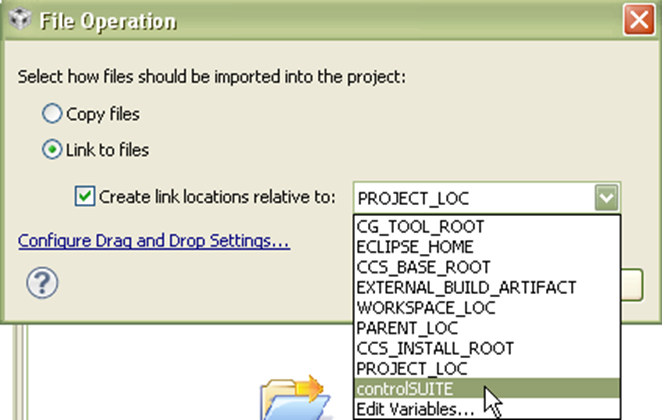 File Operation
Select how files should be imported into the project:
Copy files
Link to files
Create link locations relative to: PROJECT_LOC
Configure Drag and Drop Settings...
?
CG_TOOL_ROOT
ECLIPSE_HOME
CCS_BASE_ROOT
EXTERNAL_BUILD_ARTIFACT
WORKSPACE_LOC
PARENT_LOC
CCS_INSTALL_ROOT
PROJECT_LOC
controlSUITE
Edit Variables...